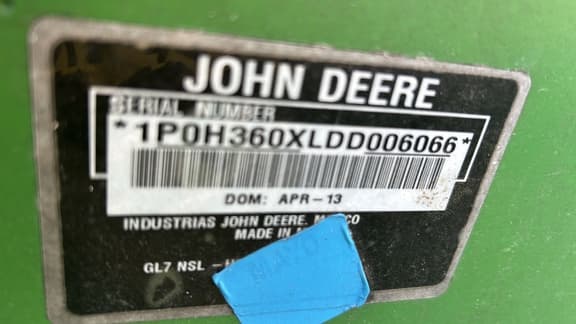 JOHN DEERE
SERIAL NUMBER
*1P0H360XLDD006066*
DOM: APR-13
INDUSTRIAS JOHN DEERE,
MADE IN
GL7 NSL -